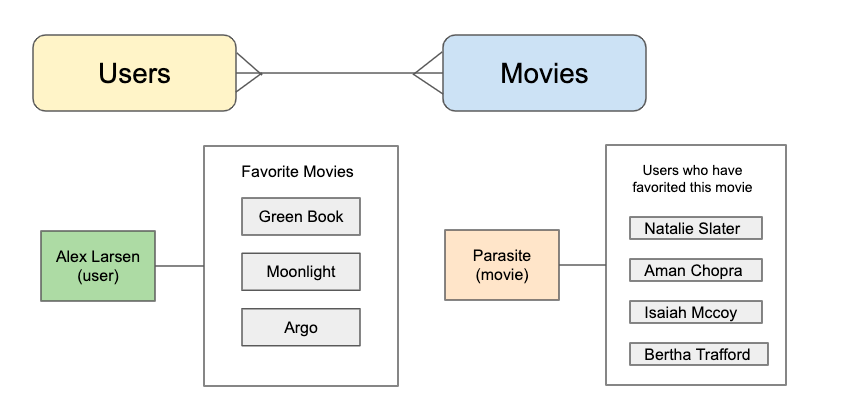 Users
Movies
Favorite Movies
Green Book
Moonlight
Argo
Alex Larsen
(user)
Users who have
favorited this movie
Natalie Slater
Aman Chopra
Isaiah Mccoy
Bertha Trafford
Parasite
(movie)